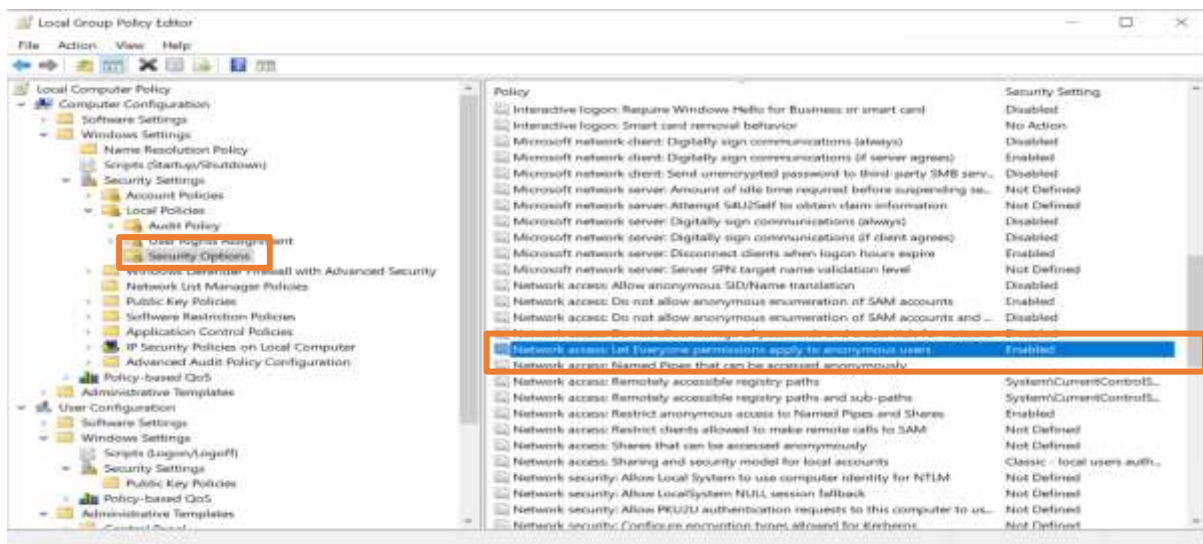 Local Group Policy Editor
File Action View Help
Local Computer Policy
Computer Configuration
Software Settings
Windows Settings
Name Resolution Policy
Scripts (Startup/Shutdown)
Security Settings
Account Policies
Local Policies
Audit Policy
User Rights Assignment
Security Options
Windows Defender Firewall with Advanced Security
Network List Manager Policies
Public Key Policies
Software Restriction Policies
Application Control Policies
IP Security Policies on Local Computer
Advanced Audit Policy Configuration
Policy-based QoS
Administrative Templates
User Configuration
Software Settings
Windows Settings
Scripts (Logon/Logoff)
Security Settings
Public Key Policies
Policy-based QoS
Administrative Templates
Control Panel
Policy Security Setting
Interactive logon: Require Windows Hello for Business or smart card Disabled
Interactive logon: Smart card removal behavior No Action
Microsoft network client: Digitally sign communications (always) Disabled
Microsoft network client: Digitally sign communications (if server agrees) Enabled
Microsoft network client: Send unencrypted password to third-party SMB serv... Disabled
Microsoft network server: Amount of idle time required before suspending se... Not Defined
Microsoft network server: Attempt S4U2Self to obtain claim information Not Defined
Microsoft network server: Digitally sign communications (always) Disabled
Microsoft network server: Digitally sign communications (if client agrees) Disabled
Microsoft network server: Disconnect clients when logon hours expire Enabled
Microsoft network server: Server SPN target name validation level Not Defined
Network access: Allow anonymous SID/Name translation Disabled
Network access: Do not allow anonymous enumeration of SAM accounts Enabled
Network access: Do not allow anonymous enumeration of SAM accounts and ... Disabled
Network access: Let Everyone permissions apply to anonymous users Enabled
Network access: Named Pipes that can be accessed anonymously
Network access: Remotely accessible registry paths System\CurrentControlS...
Network access: Remotely accessible registry paths and sub-paths System\CurrentControlS...
Network access: Restrict anonymous access to Named Pipes and Shares Enabled
Network access: Restrict clients allowed to make remote calls to SAM Not Defined
Network access: Shares that can be accessed anonymously Not Defined
Network access: Sharing and security model for local accounts Classic - local users auth...
Network security: Allow Local System to use computer identity for NTLM Not Defined
Network security: Allow LocalSystem NULL session fallback Not Defined
Network security: Allow PKU2U authentication requests to this computer to us... Not Defined
Network security: Configure encryption types allowed for Kerberos Not Defined